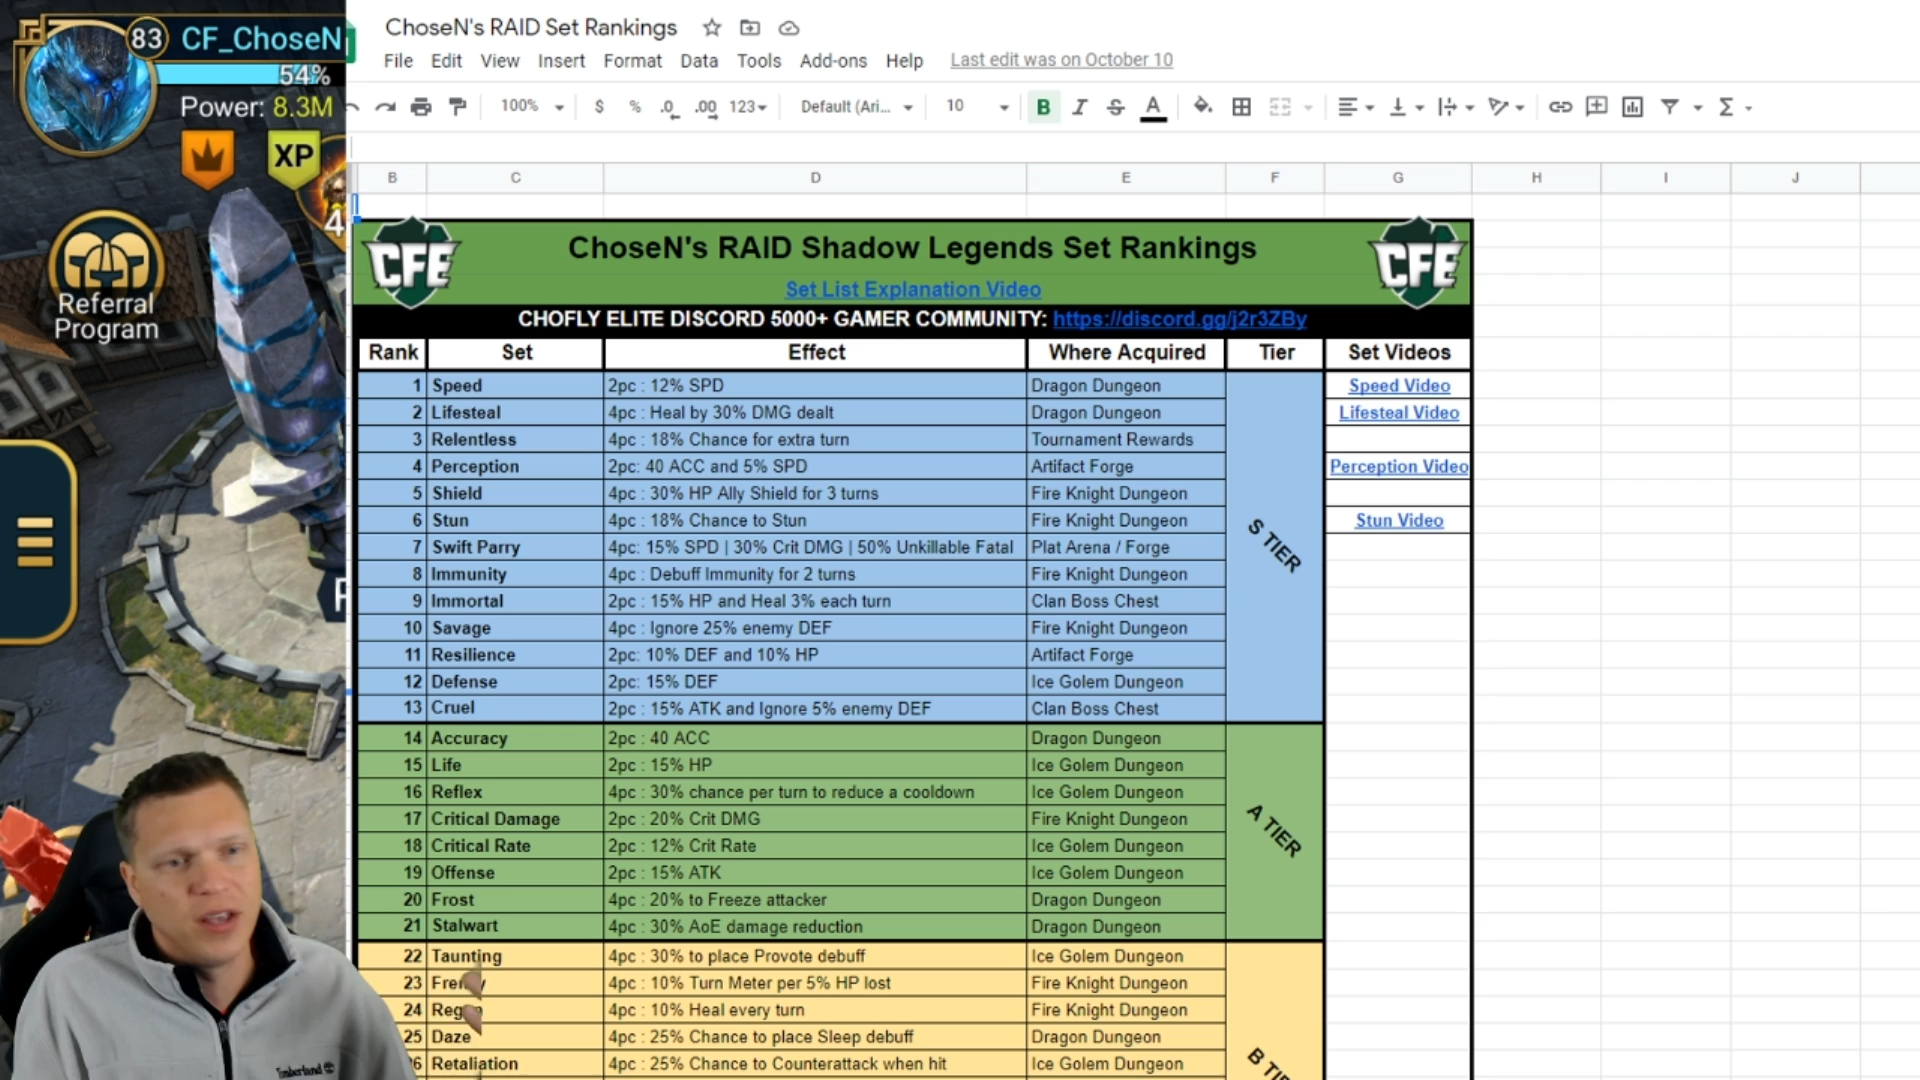 83 CF_ChoseN
54%
Power: 8.3M
XP
4
Referral
Program
ChoseN's RAID Set Rankings
File Edit View Insert Format Data Tools Add-ons Help Last edit was on October 10
100% $ % .0 .00 123 Default (Ari... 10 B I S A
B C D E F G H I J
CFE ChoseN's RAID Shadow Legends Set Rankings CFE
Set List Explanation Video
CHOFLY ELITE DISCORD 5000+ GAMER COMMUNITY: https://discord.gg/j2r3ZBy
Rank Set Effect Where Acquired Tier Set Videos
1 Speed 2pc : 12% SPD Dragon Dungeon Speed Video
2 Lifesteal 4pc : Heal by 30% DMG dealt Dragon Dungeon Lifesteal Video
3 Relentless 4pc : 18% Chance for extra turn Tournament Rewards
4 Perception 2pc: 40 ACC and 5% SPD Artifact Forge Perception Video
5 Shield 4pc : 30% HP Ally Shield for 3 turns Fire Knight Dungeon
6 Stun 4pc : 18% Chance to Stun Fire Knight Dungeon Stun Video
7 Swift Parry 4pc: 15% SPD | 30% Crit DMG | 50% Unkillable Fatal Plat Arena / Forge
8 Immunity 4pc : Debuff Immunity for 2 turns Fire Knight Dungeon
9 Immortal 2pc : 15% HP and Heal 3% each turn Clan Boss Chest
10 Savage 4pc : Ignore 25% enemy DEF Fire Knight Dungeon
11 Resilience 2pc: 10% DEF and 10% HP Artifact Forge
12 Defense 2pc: 15% DEF Ice Golem Dungeon
13 Cruel 2pc : 15% ATK and Ignore 5% enemy DEF Clan Boss Chest
S TIER
14 Accuracy 2pc : 40 ACC Dragon Dungeon
15 Life 2pc : 15% HP Ice Golem Dungeon
16 Reflex 4pc : 30% chance per turn to reduce a cooldown Ice Golem Dungeon
17 Critical Damage 2pc : 20% Crit DMG Fire Knight Dungeon
18 Critical Rate 2pc : 12% Crit Rate Ice Golem Dungeon
19 Offense 2pc : 15% ATK Ice Golem Dungeon
20 Frost 4pc : 20% to Freeze attacker Dragon Dungeon
21 Stalwart 4pc : 30% AoE damage reduction Dragon Dungeon
A TIER
22 Taunting 4pc : 30% to place Provote debuff Ice Golem Dungeon
23 4pc : 10% Turn Meter per 5% HP lost Fire Knight Dungeon
24 4pc : 10% Heal every turn Fire Knight Dungeon
25 Daze 4pc : 25% Chance to place Sleep debuff Dragon Dungeon
6 Retaliation 4pc : 25% Chance to Counterattack when hit Ice Golem Dungeon
B TIE
Timberland